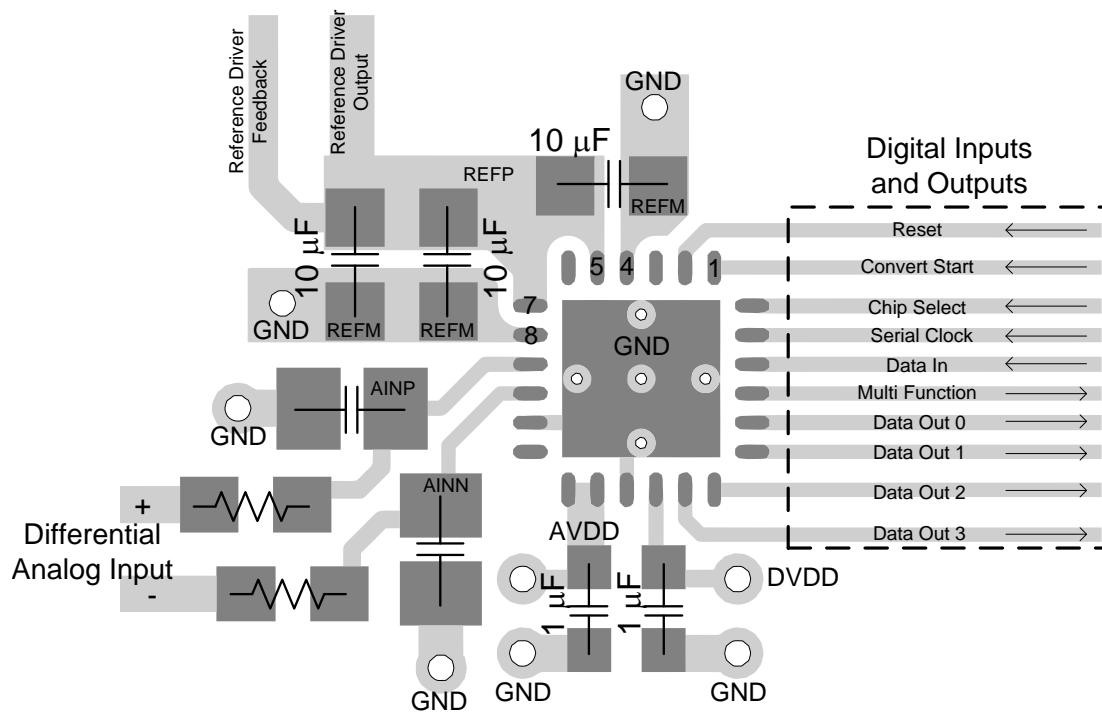 Reference Driver
Feedback
Reference Driver
Output
GND
10 μF
REFP
REFM
Digital Inputs
and Outputs
Reset
Convert Start
Chip Select
Serial Clock
Data In
Multi Function
Data Out 0
Data Out 1
Data Out 2
Data Out 3
10 μF
10 μF
REFM
REFM
GND
5
4
1
7
8
GND
AINP
GND
AINN
+
Differential
Analog Input
-
AVDD
DVDD
1 μF
1 μF
GND
GND
GND